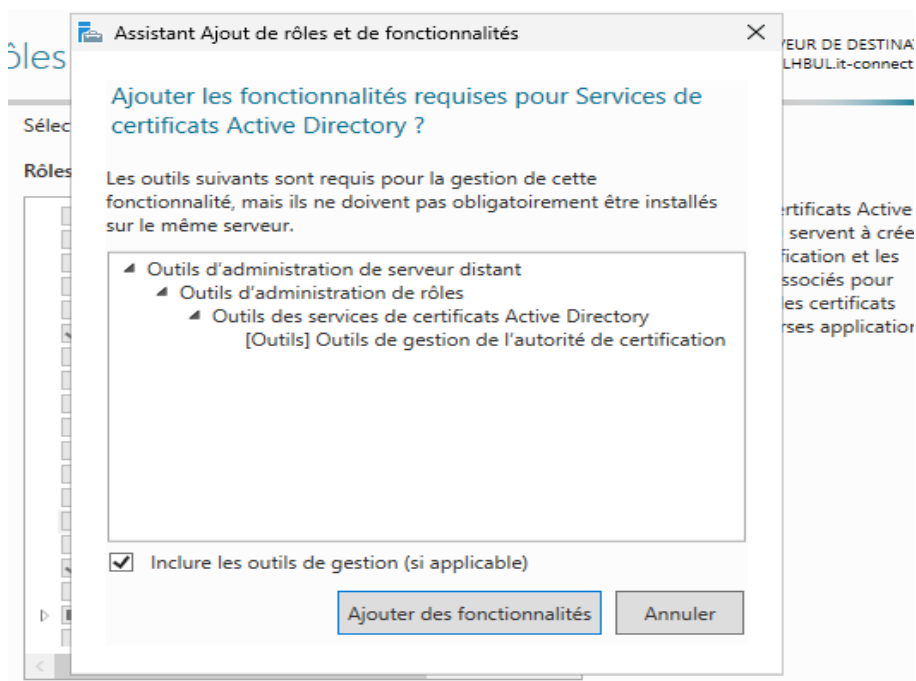 Assistant Ajout de rôles et de fonctionnalités
ôles
LHBUL.it-connect
Ajouter les fonctionnalités requises pour Services de
certificats Active Directory ?
Sélec
Rôles
Les outils suivants sont requis pour la gestion de cette
fonctionnalité, mais ils ne doivent pas obligatoirement être installés
sur le même serveur.
▲ Outils d'administration de serveur distant
▲ Outils d'administration de rôles
▲ Outils des services de certificats Active Directory
[Outils] Outils de gestion de l'autorité de certification
Inclure les outils de gestion (si applicable)
Ajouter des fonctionnalités
Annuler
EUR DE DESTINA
rtificats Active
servent à crée
fication et les
ssociés pour
es certificats
rses application